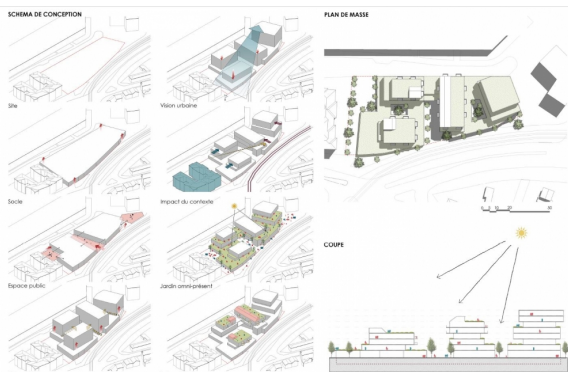 SCHEMA DE CONCEPTION
PLAN DE MASSE
Site
Vision urbaine
Socle
Impact du contexte
Espace public
Jardin omni-présent
COUPE